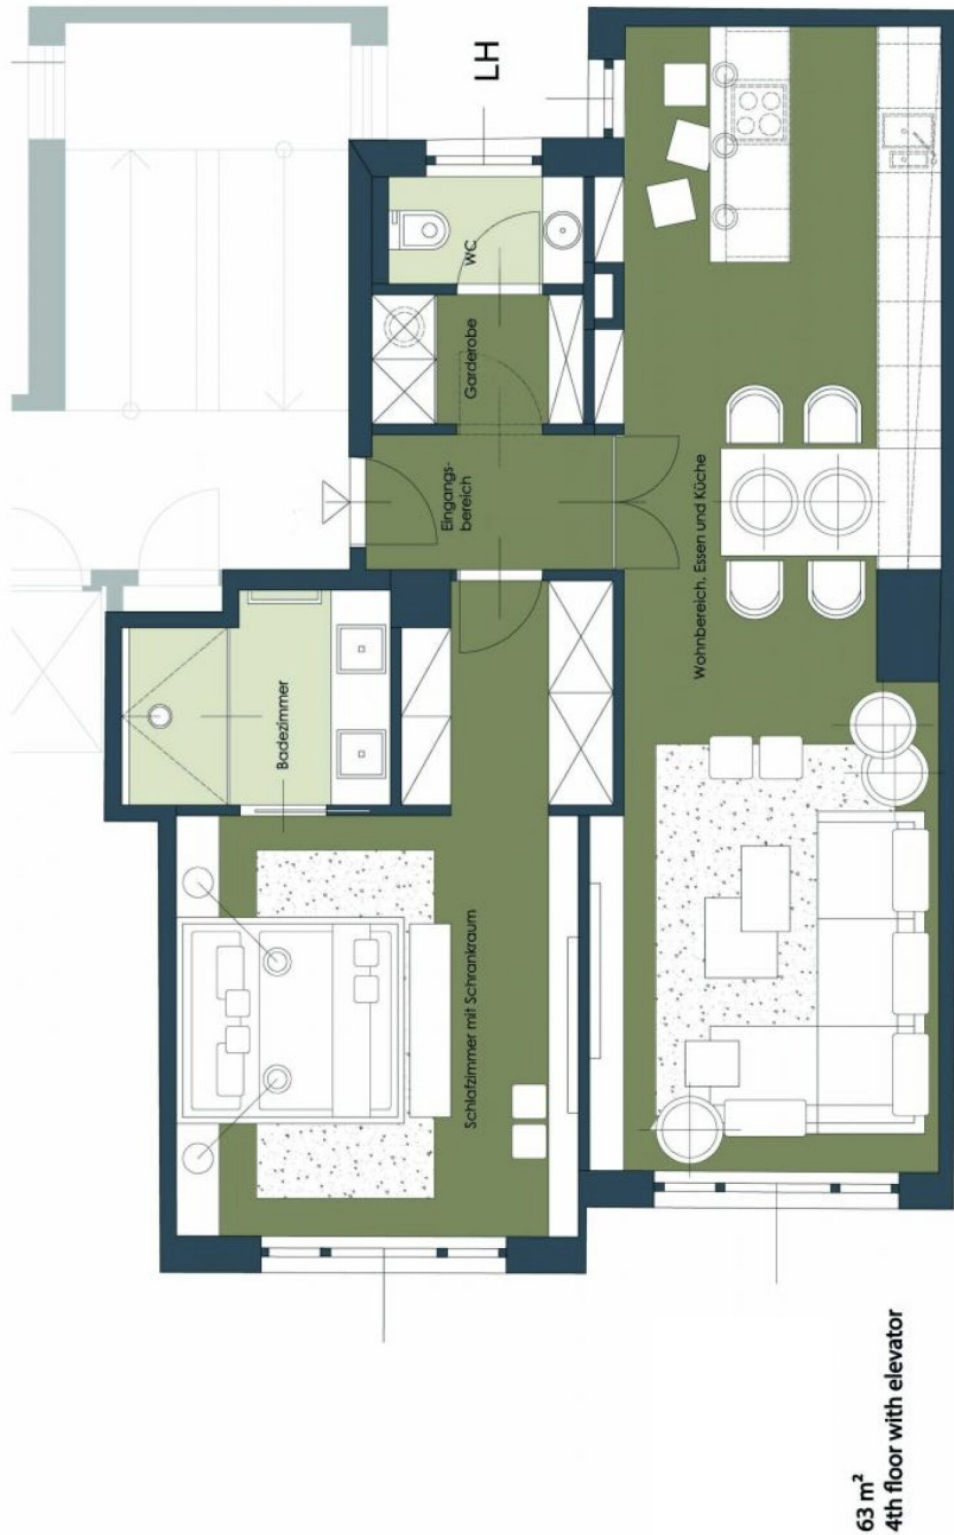 LH
WC
Garderobe
Eingangs-
bereich
Badezimmer
Wohnbereich, Essen und Küche
Schlafzimmer mit Schrankraum
63 m²
4th floor with elevator